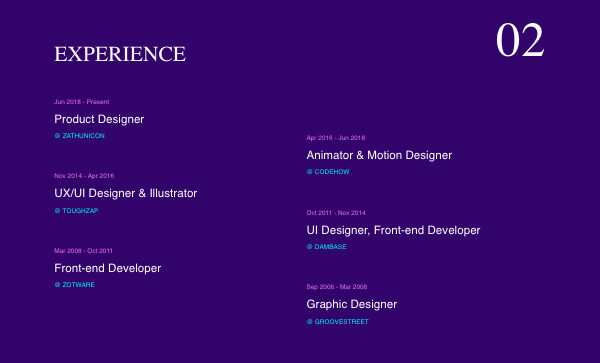 EXPERIENCE
02
Jun 2018 - Present
Product Designer
@ ZATHUNICON
Apr 2016 - Jun 2018
Animator & Motion Designer
@ CODEHOW
Nov 2014 - Apr 2016
UX/UI Designer & Illustrator
@ TOUGHZAP
Oct 2011 - Nov 2014
UI Designer, Front-end Developer
@ DAMBASE
Mar 2008 - Oct 2011
Front-end Developer
@ ZOTWARE
Sep 2006 - Mar 2008
Graphic Designer
@ GROOVESTREET